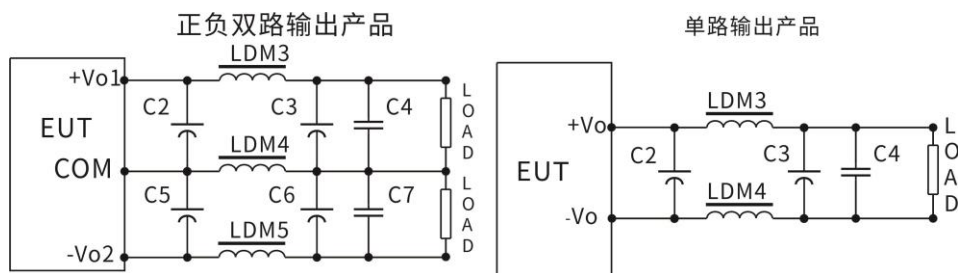 正负双路输出产品
LDM3
+Vo1
C2
C3
C4
LOAD
EUT
LDM4
COM
C5
C6
C7
LOAD
LDM5
-Vo2
单路输出产品
LDM3
+Vo
C2
C3
C4
LOAD
EUT
LDM4
-Vo